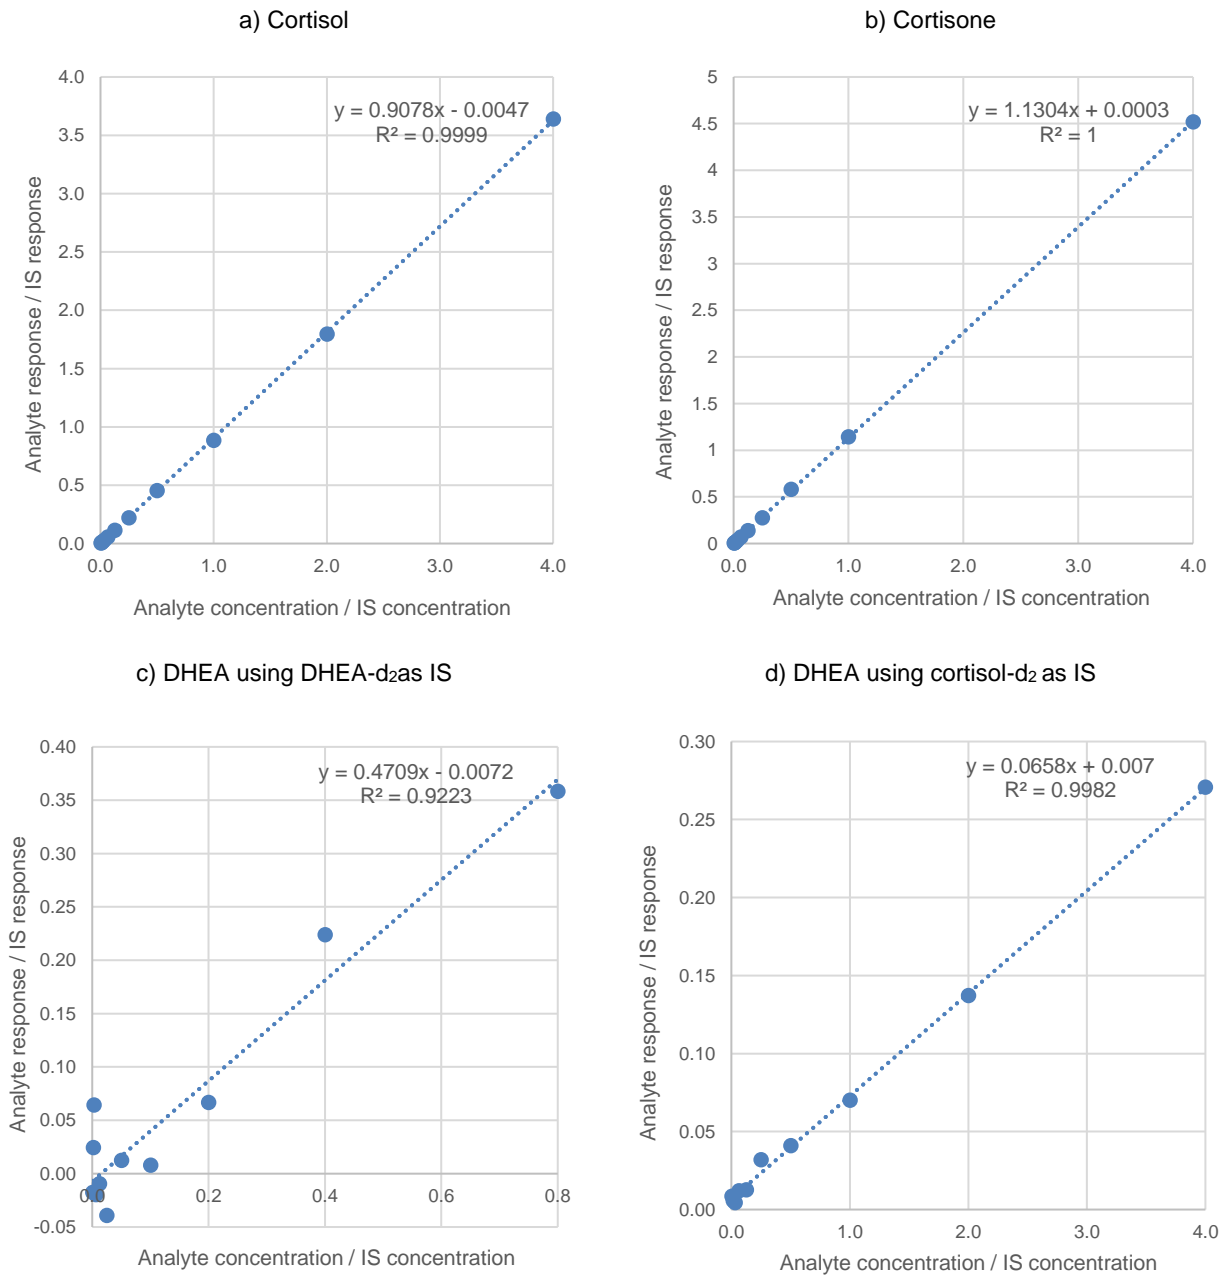 a) Cortisol
4.0
3.5
3.0
2.5
2.0
1.5
1.0
0.5
0.0
y = 0.9078x - 0.0047
R² = 0.9999
Analyte response / IS response
0.0 1.0 2.0 3.0 4.0
Analyte concentration / IS concentration
b) Cortisone
5
4.5
4
3.5
3
2.5
2
1.5
1
0.5
0
y = 1.1304x + 0.0003
R² = 1
Analyte response / IS response
0.0 1.0 2.0 3.0 4.0
Analyte concentration / IS concentration
c) DHEA using DHEA-d₂as IS
0.40
0.35
0.30
0.25
0.20
0.15
0.10
0.05
0.00
-0.05
y = 0.4709x - 0.0072
R² = 0.9223
Analyte response / IS response
0.0 0.2 0.4 0.6 0.8
Analyte concentration / IS concentration
d) DHEA using cortisol-d₂ as IS
0.30
0.25
0.20
0.15
0.10
0.05
0.00
y = 0.0658x + 0.007
R² = 0.9982
Analyte response / IS response
0.0 1.0 2.0 3.0 4.0
Analyte concentration / IS concentration